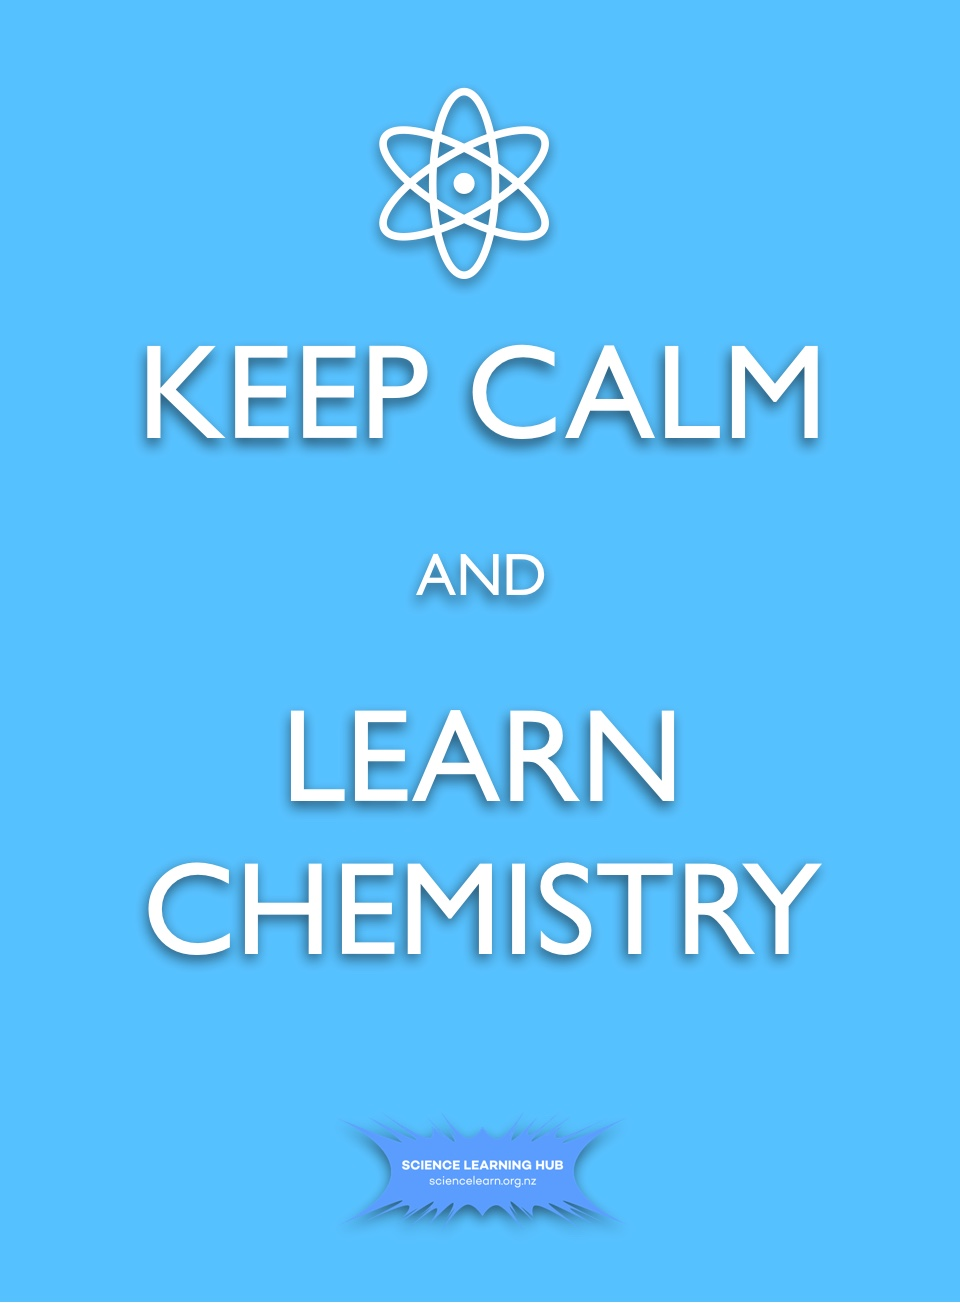 KEEP CALM
AND
LEARN
CHEMISTRY
SCIENCE LEARNING HUB
sciencelearn.org.nz